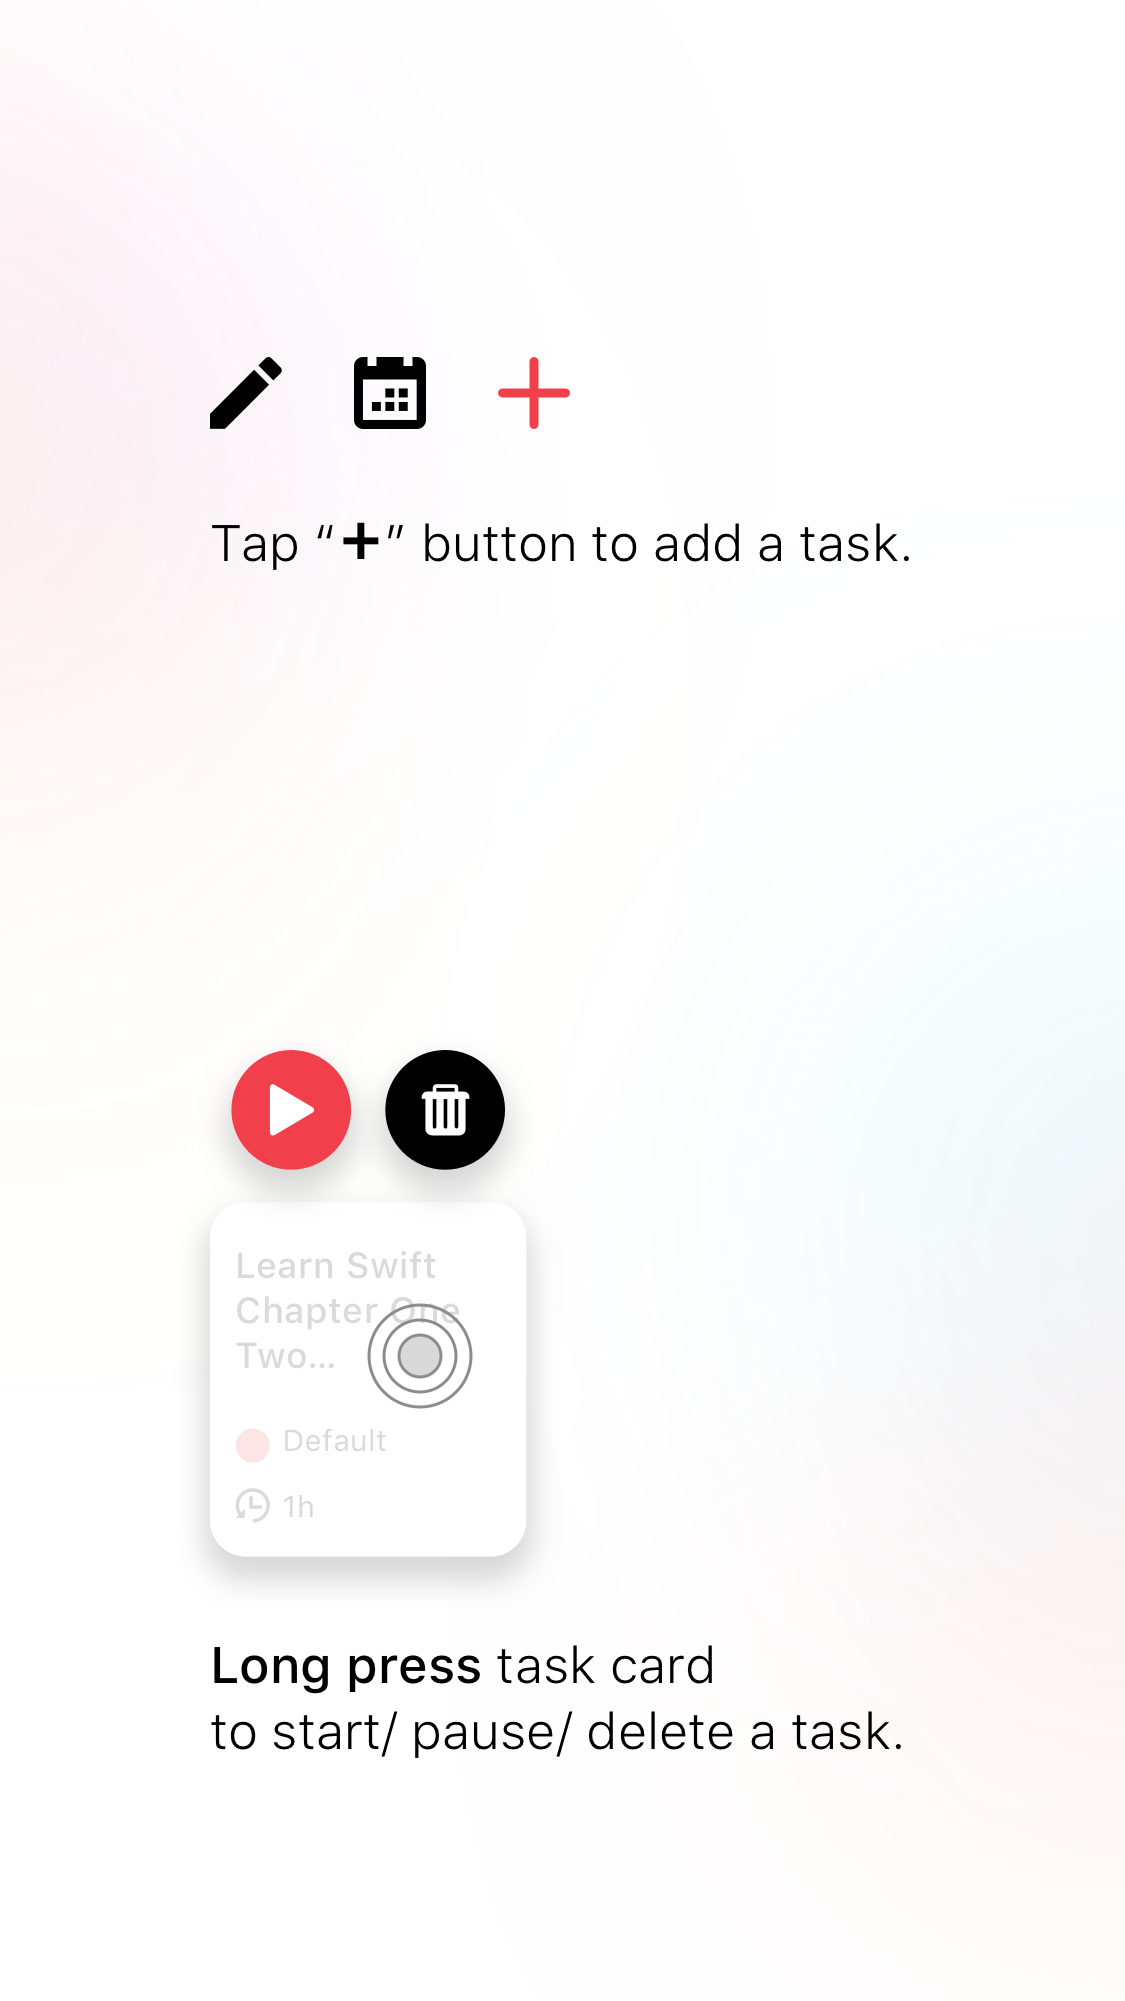 Tap “+” button to add a task.
Learn Swift
Chapter One
Two...
Default
1h
Long press task card
to start/ pause/ delete a task.